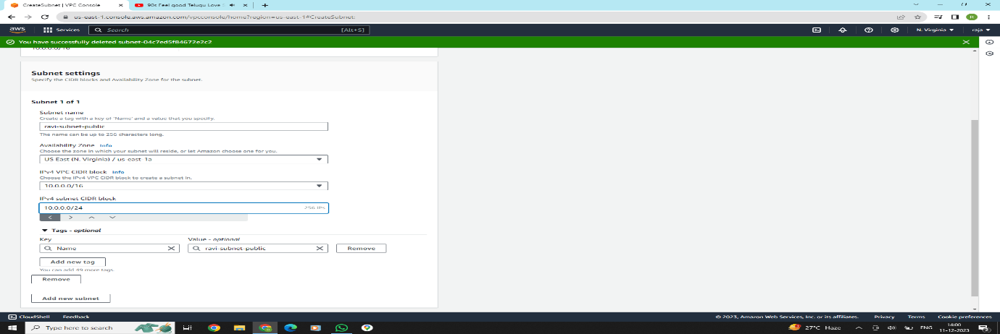 CreateSubnet | VPC Console
90s Feel good Telugu Love
us-east-1.console.aws.amazon.com/vpcconsole/home?region=us-east-1#CreateSubnet:
aws
Services
Search
[Alt+S]
N. Virginia
raja
You have successfully deleted subnet-04c7ed5f84672e2c2
10.0.0.0/16
Subnet settings
Specify the CIDR blocks and Availability Zone for the subnet.
Subnet 1 of 1
Subnet name
Create a tag with a key of 'Name' and a value that you specify.
ravi-subnet-public
The name can be up to 256 characters long.
Availability Zone Info
Choose the zone in which your subnet will reside, or let Amazon choose one for you.
US East (N. Virginia) / us-east-1a
IPv4 VPC CIDR block Info
Choose the IPv4 VPC CIDR block to create a subnet in.
10.0.0.0/16
IPv4 subnet CIDR block
10.0.0.0/24
256 IPs
Tags - optional
Key
Value - optional
Name
ravi-subnet-public
Remove
Add new tag
You can add 49 more tags.
Remove
Add new subnet
CloudShell
Feedback
© 2023, Amazon Web Services, Inc. or its affiliates.
Privacy
Terms
Cookie preferences
Type here to search
27°C Haze
ENG
14:00
11-12-2023